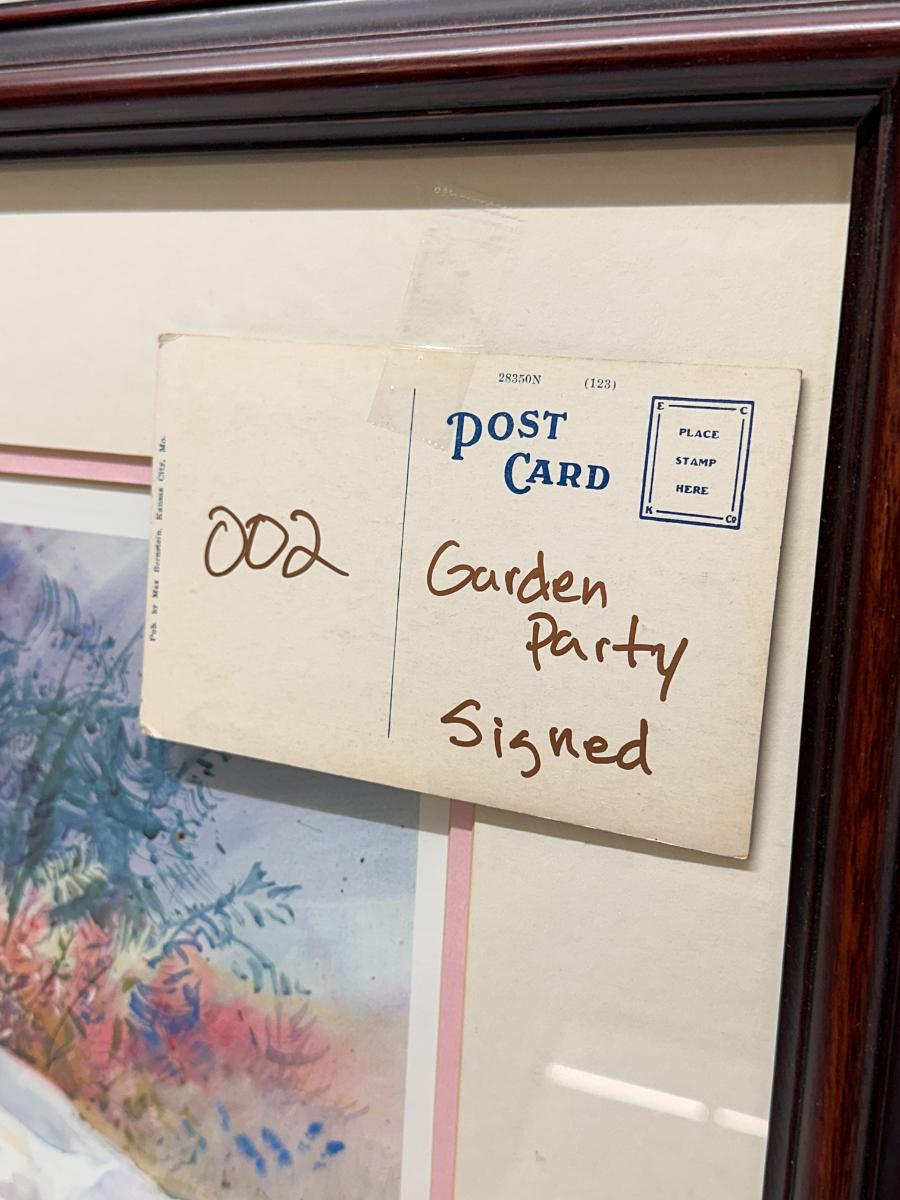 28350N (123)
POST
CARD
E C
PLACE
STAMP
HERE
K Co
Pub. by Max Bernstein, Kansas City, Mo.
002
Garden
Party
Signed